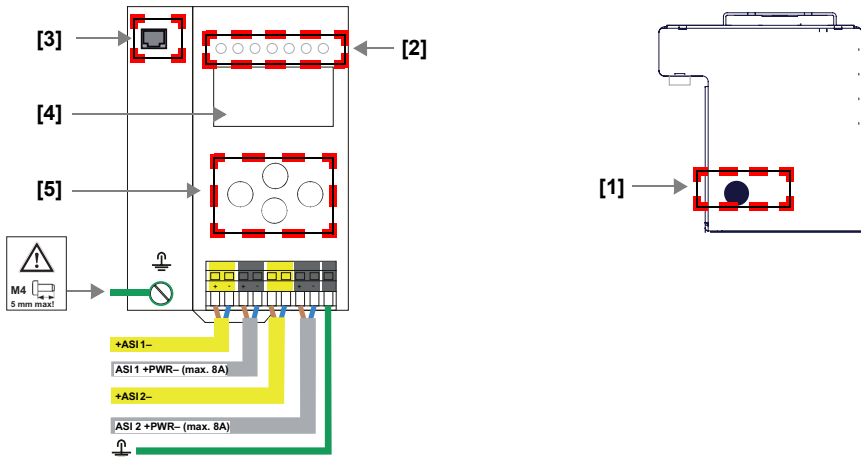 [3]
[2]
[4]
[1]
[5]
M4
5 mm max!
+ - + - + -
+ASI 1–
ASI 1 +PWR– (max. 8A)
+ASI 2–
ASI 2 +PWR– (max. 8A)